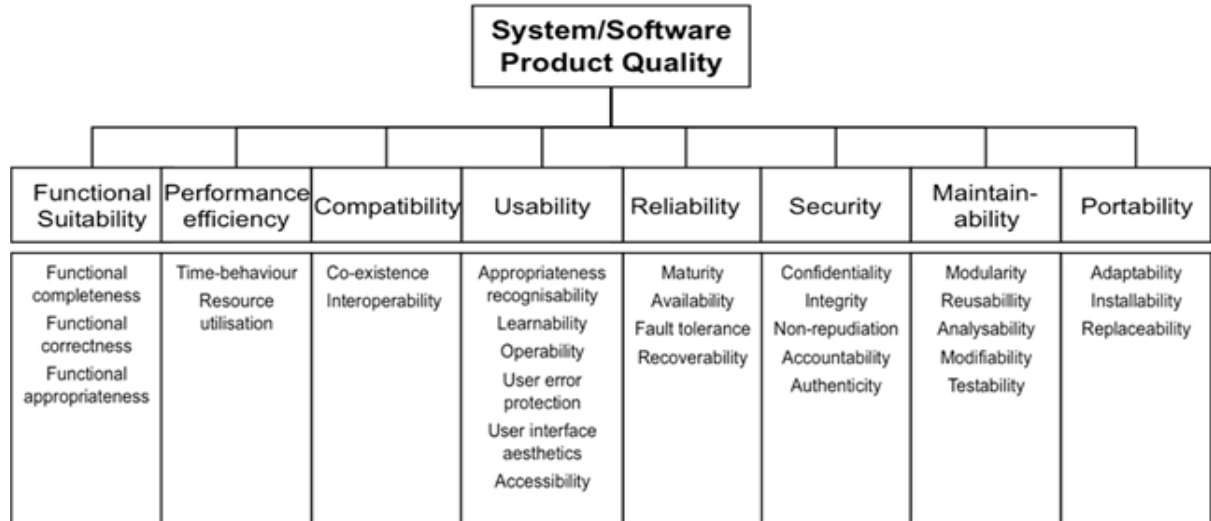 System/Software
Product Quality
Functional
Suitability
Performance
efficiency
Compatibility
Usability
Reliability
Security
Maintain-
ability
Portability
Functional
completeness
Functional
correctness
Functional
appropriateness
Time-behaviour
Resource
utilisation
Co-existence
Interoperability
Appropriateness
recognisability
Learnability
Operability
User error
protection
User interface
aesthetics
Accessibility
Maturity
Availability
Fault tolerance
Recoverability
Confidentiality
Integrity
Non-repudiation
Accountability
Authenticity
Modularity
Reusabillity
Analysability
Modifiability
Testability
Adaptability
Installability
Replaceability